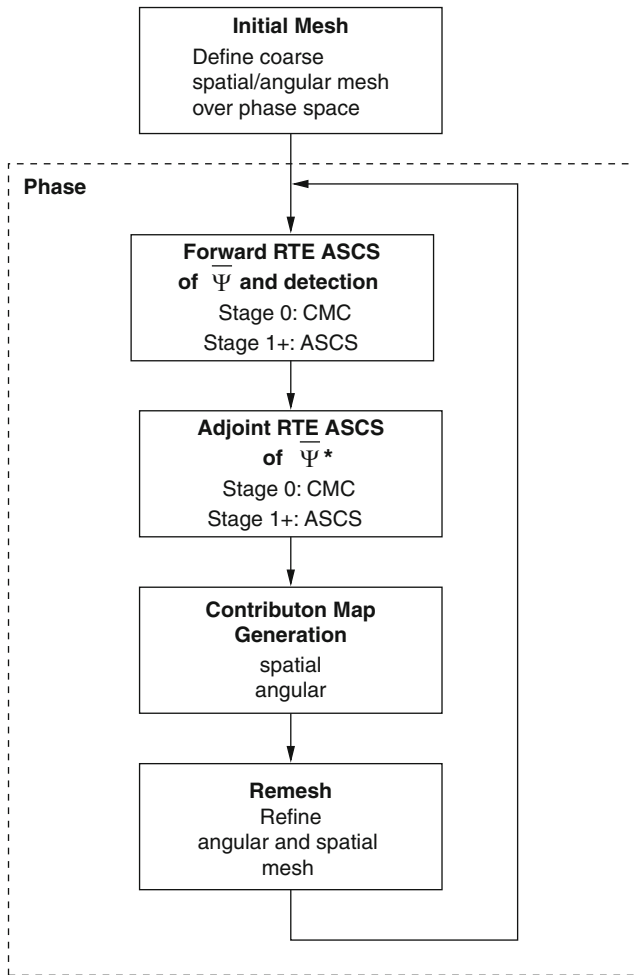 Initial Mesh
Define coarse
spatial/angular mesh
over phase space
Phase
Forward RTE ASCS
of Ψ̅ and detection
Stage 0: CMC
Stage 1+: ASCS
Adjoint RTE ASCS
of Ψ̅ *
Stage 0: CMC
Stage 1+: ASCS
Contributon Map
Generation
spatial
angular
Remesh
Refine
angular and spatial
mesh